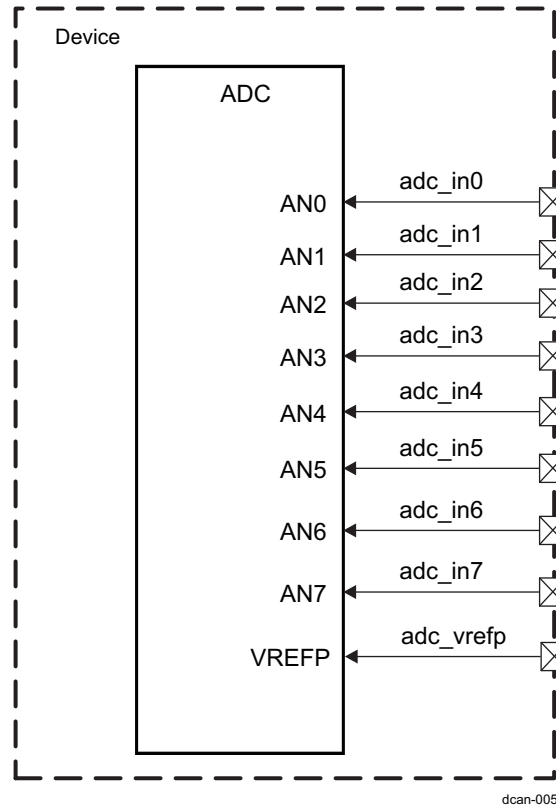 Device
ADC
AN0 adc_in0
AN1 adc_in1
AN2 adc_in2
AN3 adc_in3
AN4 adc_in4
AN5 adc_in5
AN6 adc_in6
AN7 adc_in7
VREFP adc_vrefp
dcan-005